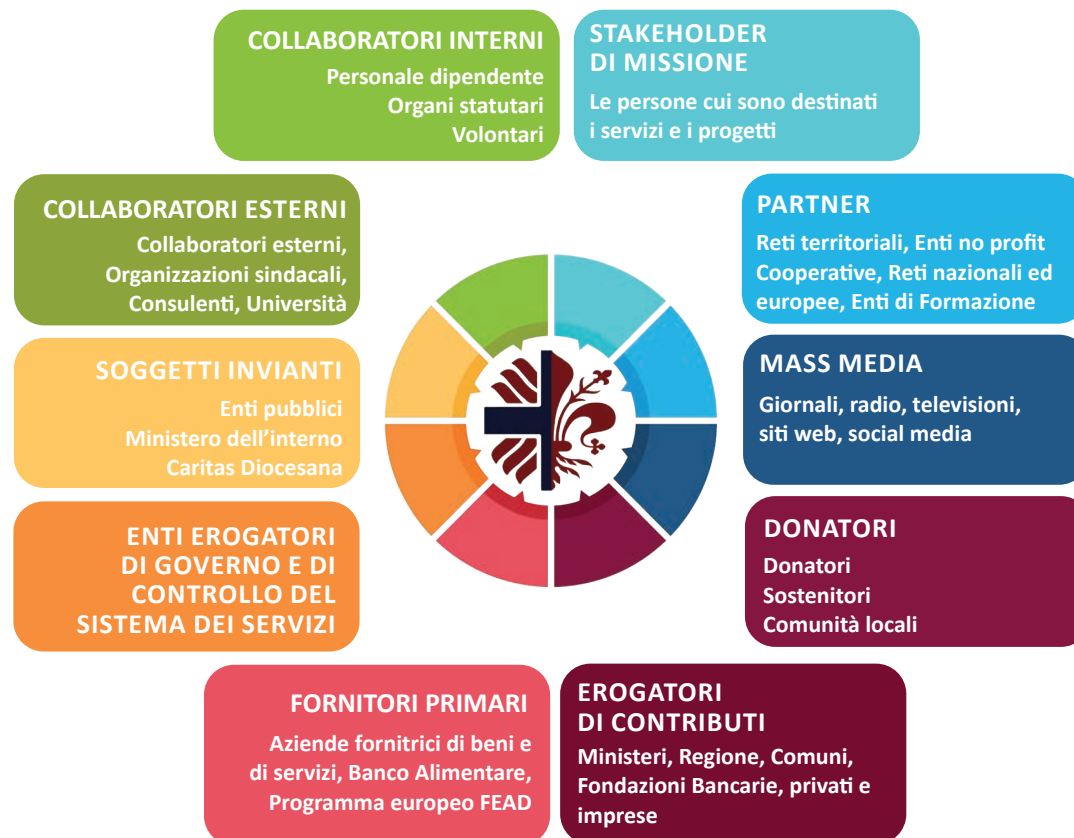 COLLABORATORI INTERNI
Personale dipendente
Organi statutari
Volontari
STAKEHOLDER
DI MISSIONE
Le persone cui sono destinati
i servizi e i progetti
COLLABORATORI ESTERNI
Collaboratori esterni,
Organizzazioni sindacali,
Consulenti, Università
PARTNER
Reti territoriali, Enti no profit
Cooperative, Reti nazionali ed
europee, Enti di Formazione
SOGGETTI INVIANTI
Enti pubblici
Ministero dell’interno
Caritas Diocesana
MASS MEDIA
Giornali, radio, televisioni,
siti web, social media
ENTI EROGATORI
DI GOVERNO E DI
CONTROLLO DEL
SISTEMA DEI SERVIZI
DONATORI
Donatori
Sostenitori
Comunità locali
FORNITORI PRIMARI
Aziende fornitrici di beni e
di servizi, Banco Alimentare,
Programma europeo FEAD
EROGATORI
DI CONTRIBUTI
Ministeri, Regione, Comuni,
Fondazioni Bancarie, privati e
imprese